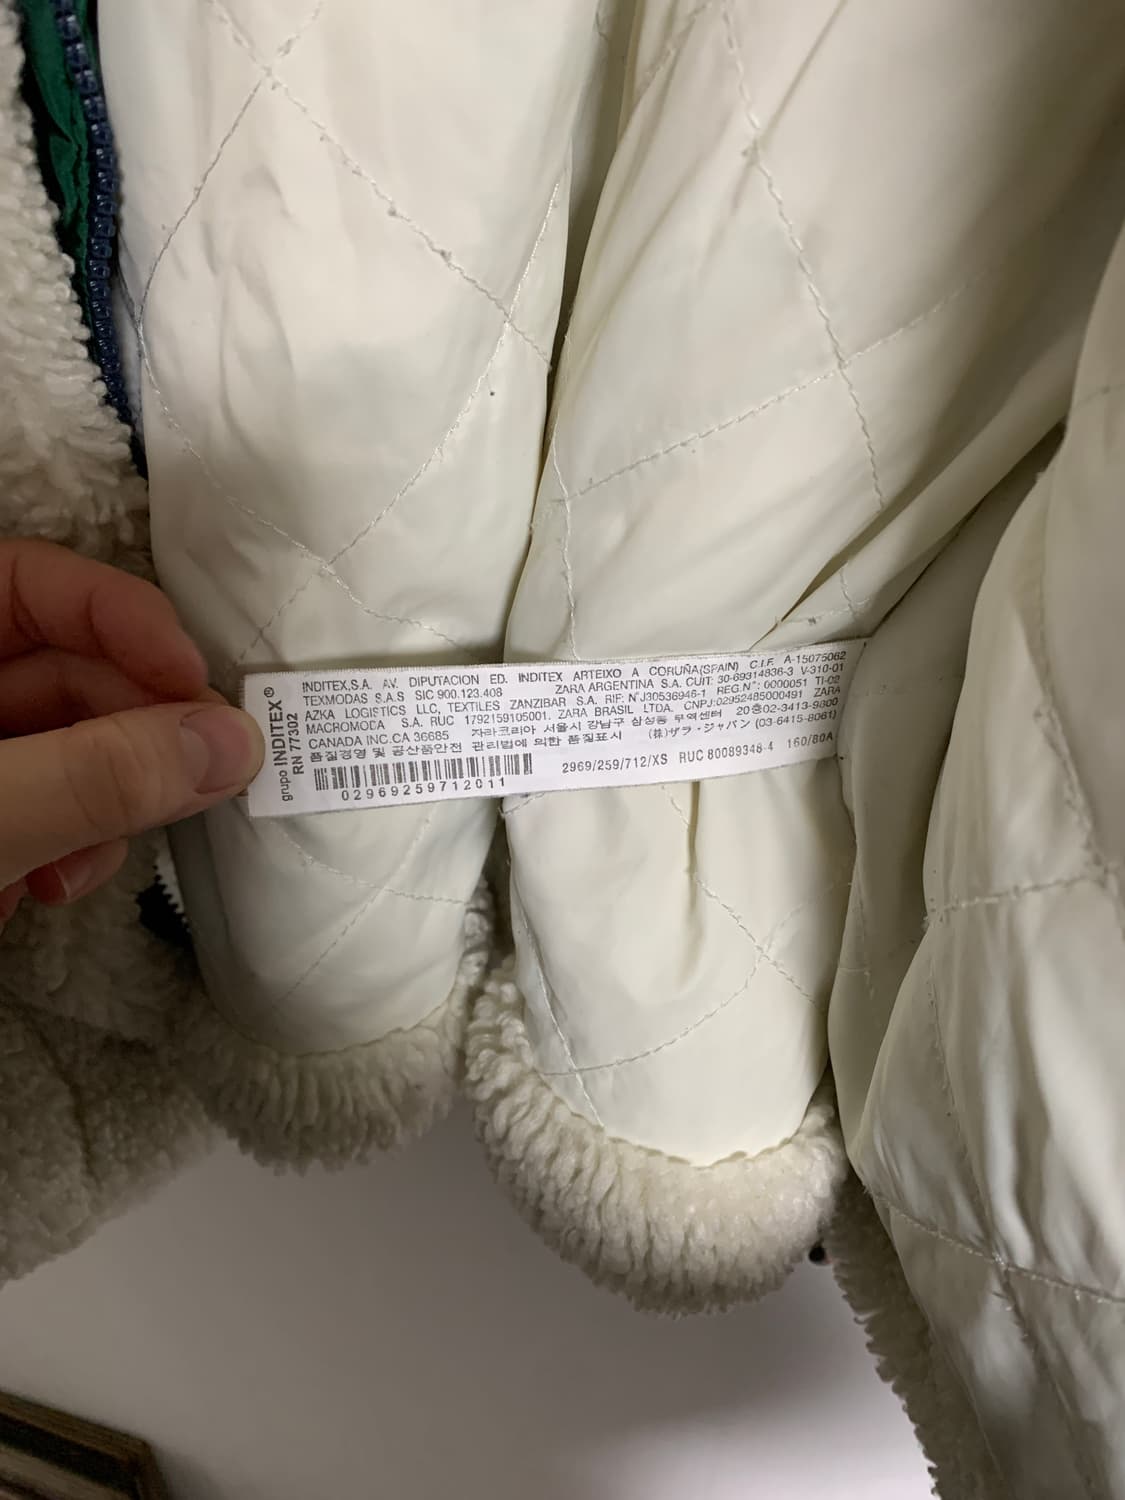 grupo INDITEX®
RN 77302
INDITEX,S.A. AV. DIPUTACION ED. INDITEX ARTEIXO A CORUÑA(SPAIN) C.I.F. A-15075062
TEXMODAS S.A.S SIC 900.123.408 ZARA ARGENTINA S.A. CUIT: 30-69314836-3 V-310-01
AZKA LOGISTICS LLC, TEXTILES ZANZIBAR S.A. RIF: N°J30536946-1 REG.N°: 0000051 TI-02
MACROMODA S.A. RUC 1792159105001. ZARA BRASIL LTDA. CNPJ:02952485000491 ZARA
CANADA INC.CA 36685 자라코리아 서울시 강남구 삼성동 무역센터 20층02-3413-9800
품질경영 및 공산품안전 관리법에 의한 품질표시 (株)ザラ・ジャパン (03-6415-8061)
2969/259/712/XS RUC 80089348-4 160/80A
02969259712011